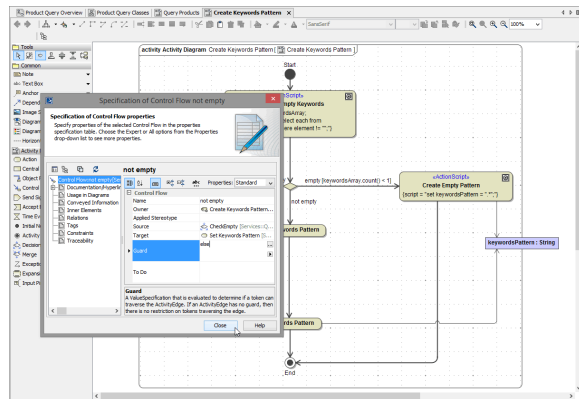 Product Query Overview
Product Query Classes
Query Products
Create Keywords Pattern
SansSerif
100%
Tools
Common
Note
Text Box
Anchor
Depend
Image S
Diagram
Diagram
Horizon
Activity
Action
Central
Object
Control
Send Si
Accept
Time Ev
Initial N
Activity
Decision
Merge
Exceptio
Expansi
Input Pi
activity Activity Diagram Create Keywords Pattern [ Create Keywords Pattern ]
Start
«Script»
mpty Keywords
rdsArray;
elect each from
ere element != "";"}
empty [keywordsArray.count() < 1]
not empty
«ActionScript»
Create Empty Pattern
{script = "set keywordsPattern = ".*";"}
words Pattern
keywordsPattern : String
rds Pattern
End
Specification of Control Flow not empty
Specification of Control Flow properties
Specify properties of the selected Control Flow in the properties
specification table. Choose the Expert or All options from the Properties
drop-down list to see more properties.
Control Flow:not empty[Ser
Documentation/Hyperlin
Usage in Diagrams
Conveyed Information
Inner Elements
Relations
Tags
Constraints
Traceability
not empty
Properties: Standard
Control Flow
Name not empty
Owner Create Keywords Pattern...
Applied Stereotype
Source CheckEmpty [Services::Q...
Target Set Keywords Pattern [S...
Guard else
To Do
Guard
A ValueSpecification that is evaluated to determine if a token can
traverse the ActivityEdge. If an ActivityEdge has no guard, then
there is no restriction on tokens traversing the edge.
Close
Help